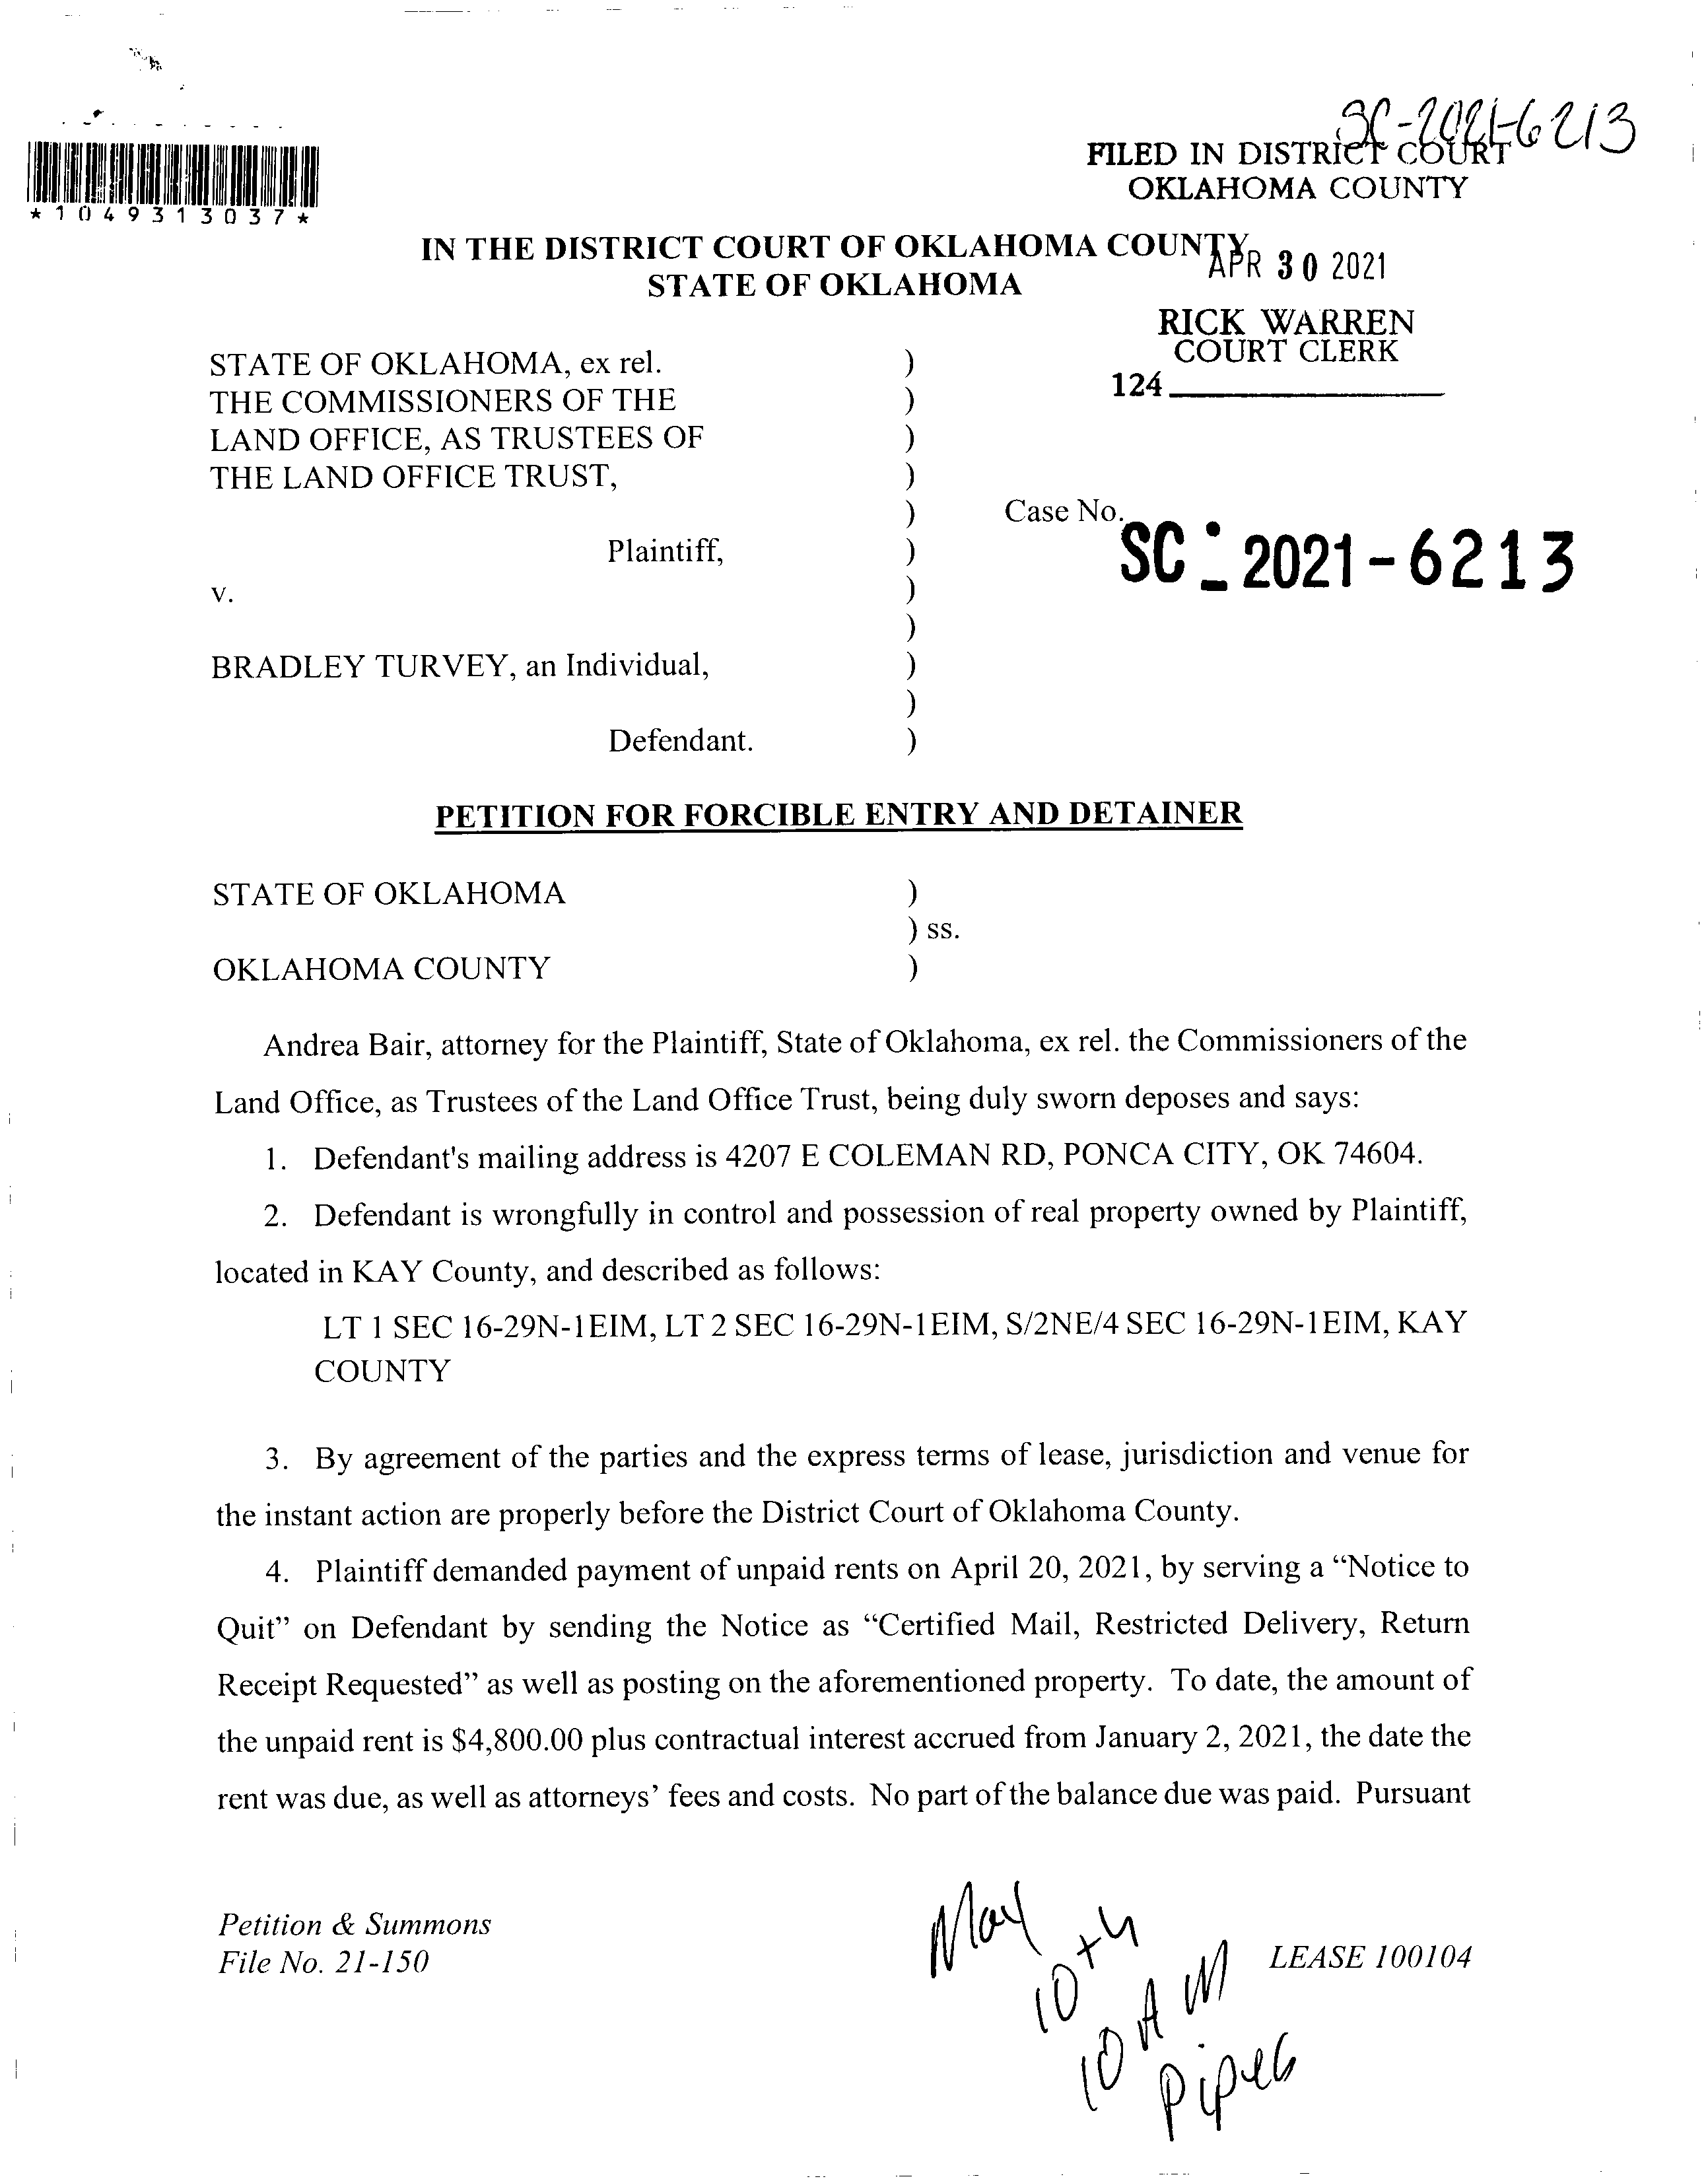 SC-2021-6213
FILED IN DISTRICT COURT
OKLAHOMA COUNTY
*1049313037*
IN THE DISTRICT COURT OF OKLAHOMA COUNTY
STATE OF OKLAHOMA
APR 30 2021
RICK WARREN
COURT CLERK
124
STATE OF OKLAHOMA, ex rel. )
THE COMMISSIONERS OF THE )
LAND OFFICE, AS TRUSTEES OF )
THE LAND OFFICE TRUST, )
) Case No. SC - 2021-6213
Plaintiff, )
v. )
)
BRADLEY TURVEY, an Individual, )
)
Defendant. )
PETITION FOR FORCIBLE ENTRY AND DETAINER
STATE OF OKLAHOMA )
) ss.
OKLAHOMA COUNTY )
Andrea Bair, attorney for the Plaintiff, State of Oklahoma, ex rel. the Commissioners of the
Land Office, as Trustees of the Land Office Trust, being duly sworn deposes and says:
1. Defendant's mailing address is 4207 E COLEMAN RD, PONCA CITY, OK 74604.
2. Defendant is wrongfully in control and possession of real property owned by Plaintiff,
located in KAY County, and described as follows:
LT 1 SEC 16-29N-1EIM, LT 2 SEC 16-29N-1EIM, S/2NE/4 SEC 16-29N-1EIM, KAY
COUNTY
3. By agreement of the parties and the express terms of lease, jurisdiction and venue for
the instant action are properly before the District Court of Oklahoma County.
4. Plaintiff demanded payment of unpaid rents on April 20, 2021, by serving a “Notice to
Quit” on Defendant by sending the Notice as “Certified Mail, Restricted Delivery, Return
Receipt Requested” as well as posting on the aforementioned property. To date, the amount of
the unpaid rent is $4,800.00 plus contractual interest accrued from January 2, 2021, the date the
rent was due, as well as attorneys’ fees and costs. No part of the balance due was paid. Pursuant
Petition & Summons
File No. 21-150
LEASE 100104
May
10th
10 AM